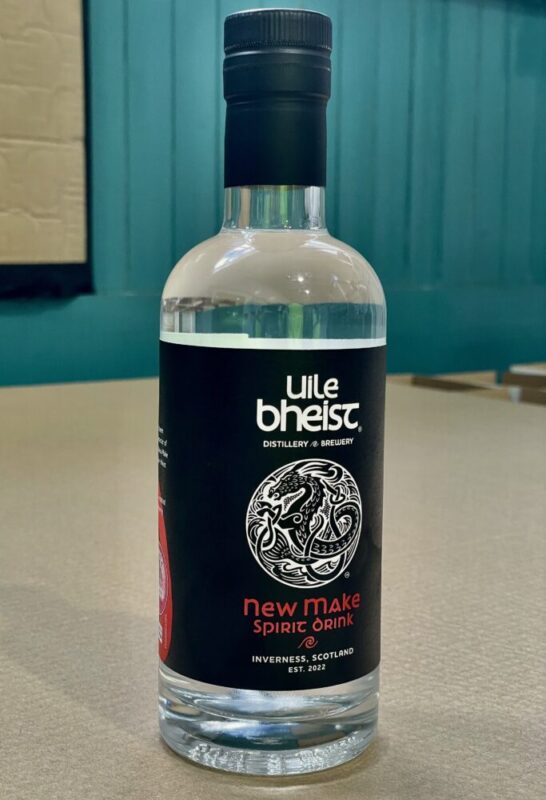 Uile
bheist
DISTILLERY & BREWERY
New Make
Spirit Drink
INVERNESS, SCOTLAND
EST. 2022